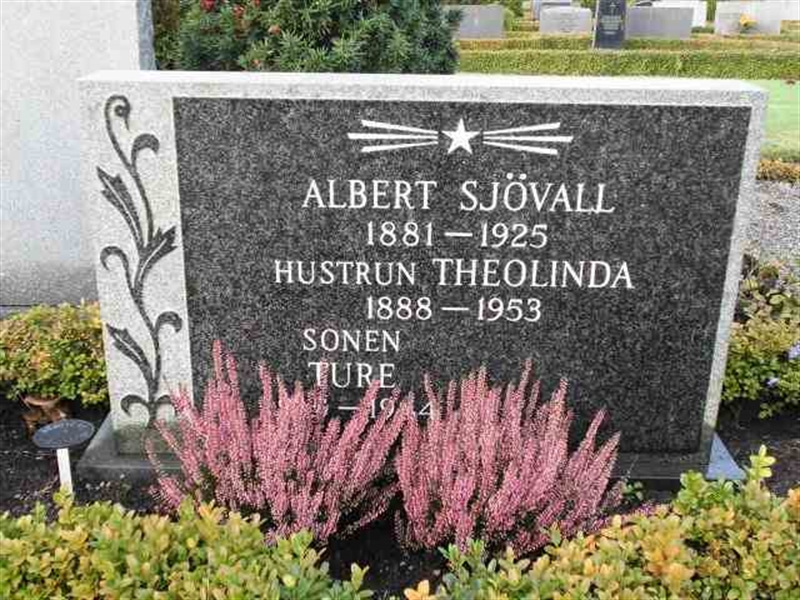 ALBERT SJÖVALL
1881 — 1925
HUSTRUN THEOLINDA
1888 — 1953
SONEN
TURE